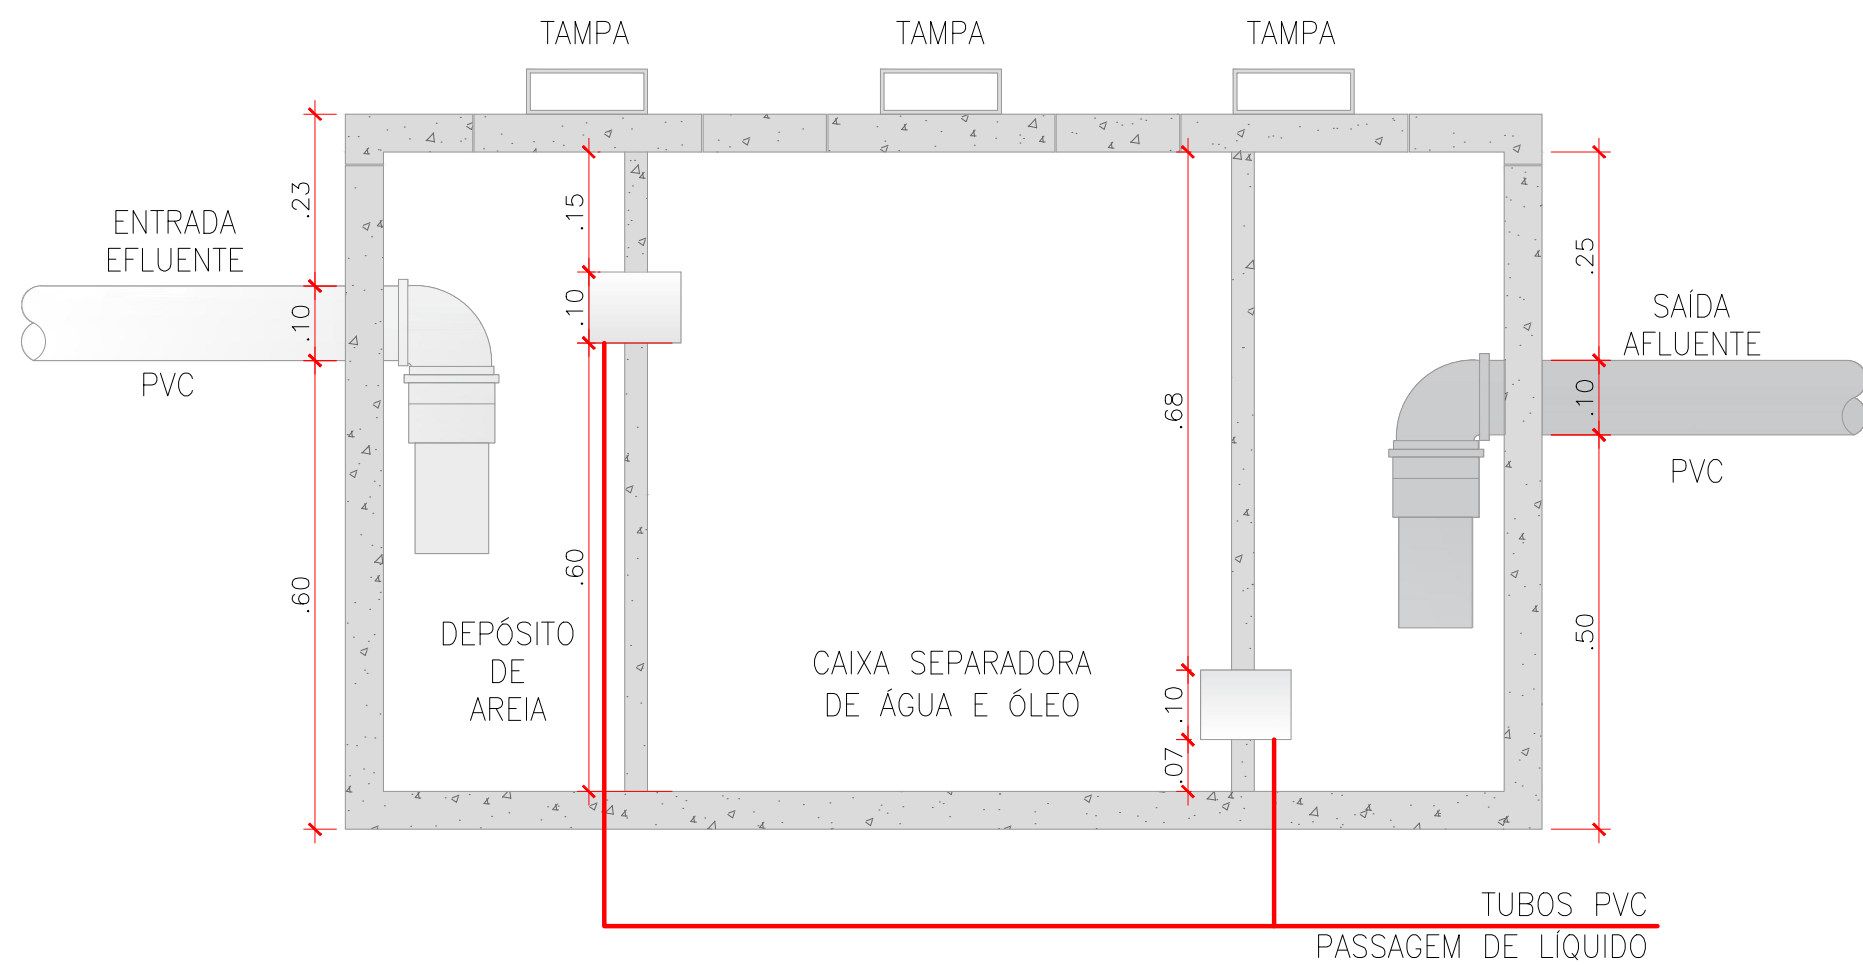 TAMPA
TAMPA
TAMPA
.23
.15
ENTRADA
EFLUENTE
.25
.10
.10
SAÍDA
AFLUENTE
PVC
.68
.10
PVC
.60
.60
.50
DEPÓSITO
DE
AREIA
CAIXA SEPARADORA
DE ÁGUA E ÓLEO
.10
.07
TUBOS PVC
PASSAGEM DE LÍQUIDO